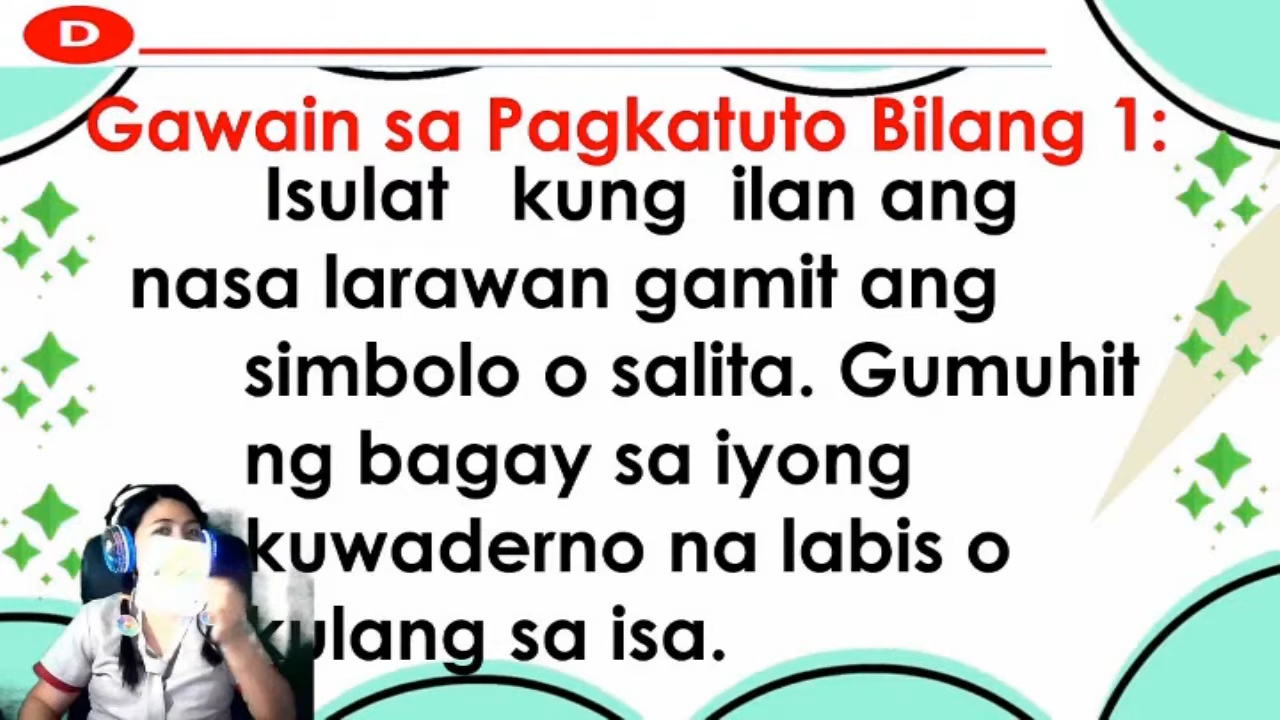 D
Gawain sa Pagkatuto Bilang 1:
Isulat kung ilan ang
nasa larawan gamit ang
simbolo o salita. Gumuhit
ng bagay sa iyong
kuwaderno na labis o
kulang sa isa.